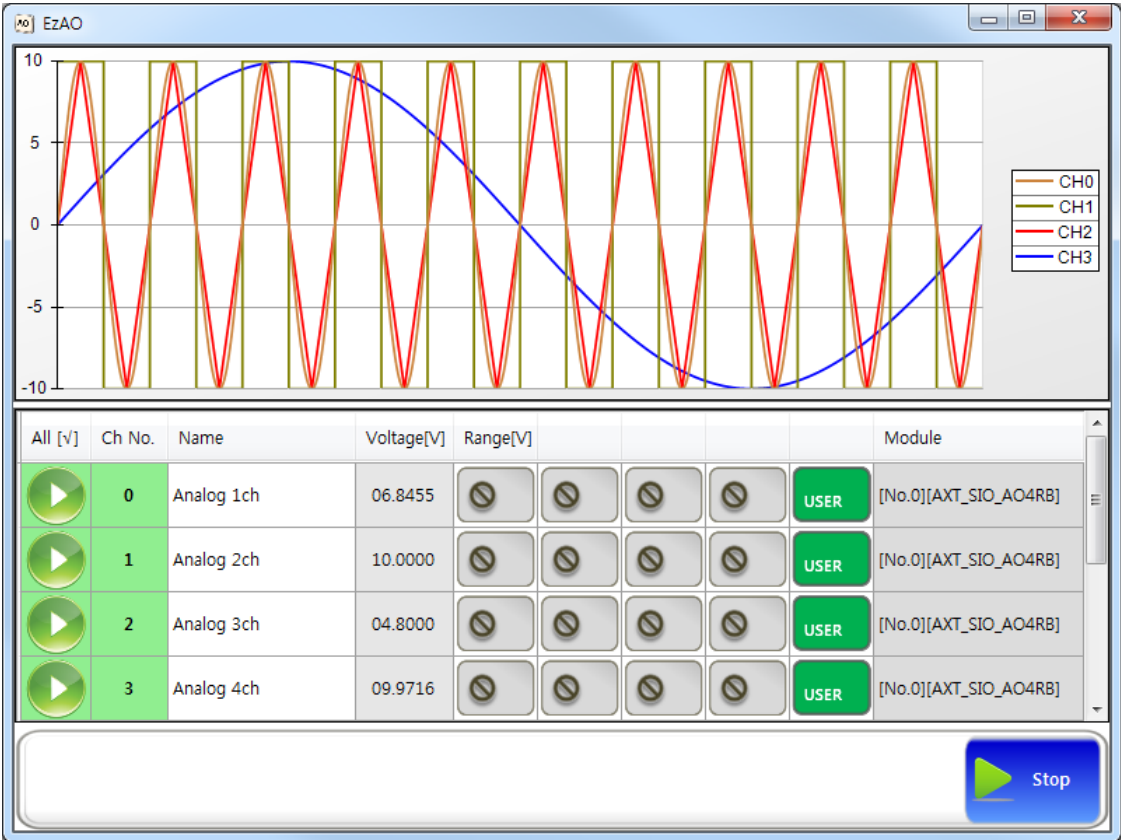 EzAO
10
5
0
-5
-10
CH0
CH1
CH2
CH3
All [√] Ch No. Name Voltage[V] Range[V] Module
0 Analog 1ch 06.8455 USER [No.0][AXT_SIO_AO4RB]
1 Analog 2ch 10.0000 USER [No.0][AXT_SIO_AO4RB]
2 Analog 3ch 04.8000 USER [No.0][AXT_SIO_AO4RB]
3 Analog 4ch 09.9716 USER [No.0][AXT_SIO_AO4RB]
Stop